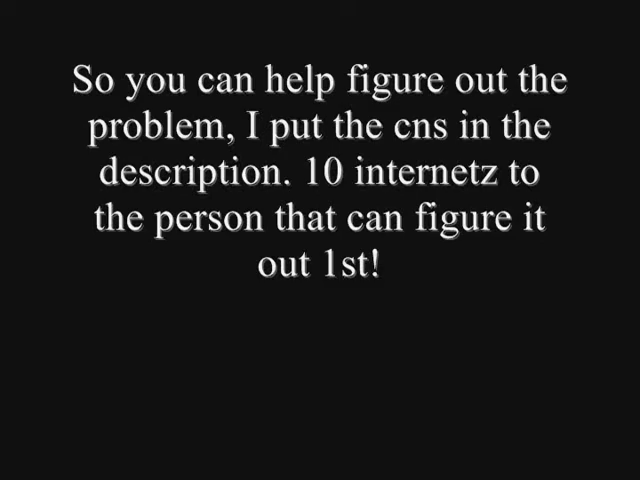 So you can help figure out the
problem, I put the cns in the
description. 10 internetz to
the person that can figure it
out 1st!